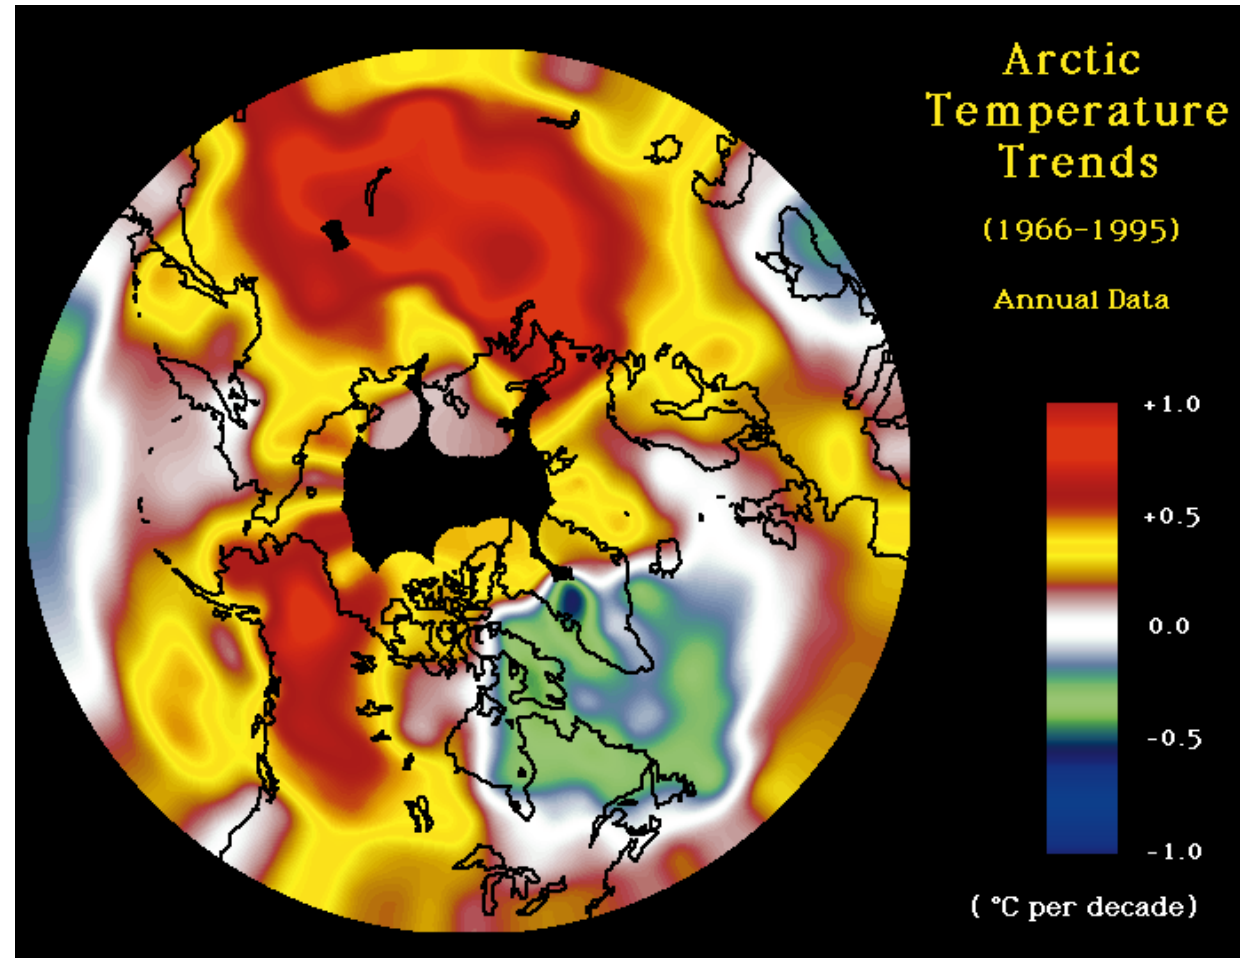 Arctic
Temperature
Trends
(1966-1995)
Annual Data
+1.0
+0.5
0.0
-0.5
-1.0
(°C per decade)